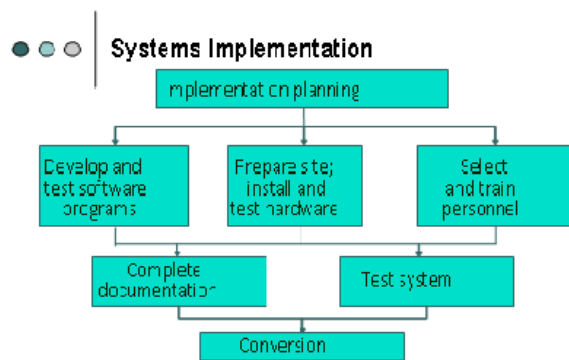 Systems Implementation
Implementation planning
Develop and
test software
programs
Prepare site;
install and
test hardware
Select
and train
personnel
Complete
documentation
Test system
Conversion